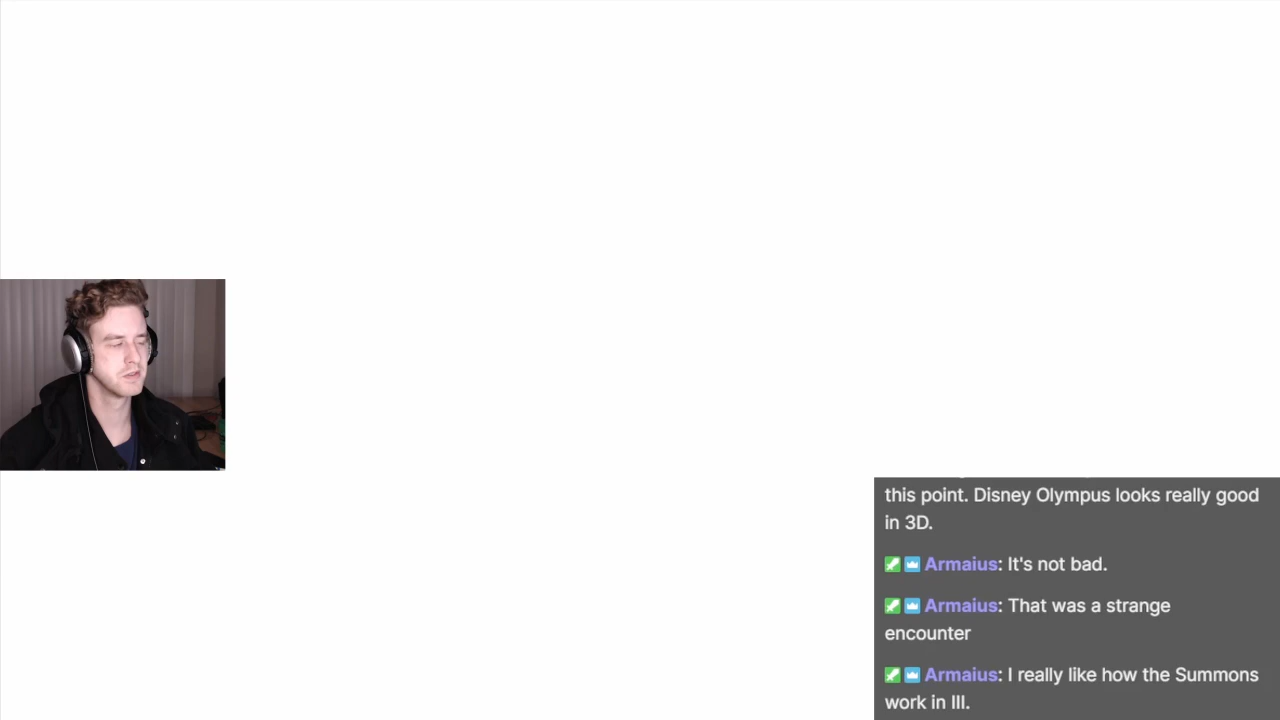 this point. Disney Olympus looks really good
in 3D.
Armaius: It's not bad.
Armaius: That was a strange
encounter
Armaius: I really like how the Summons
work in III.